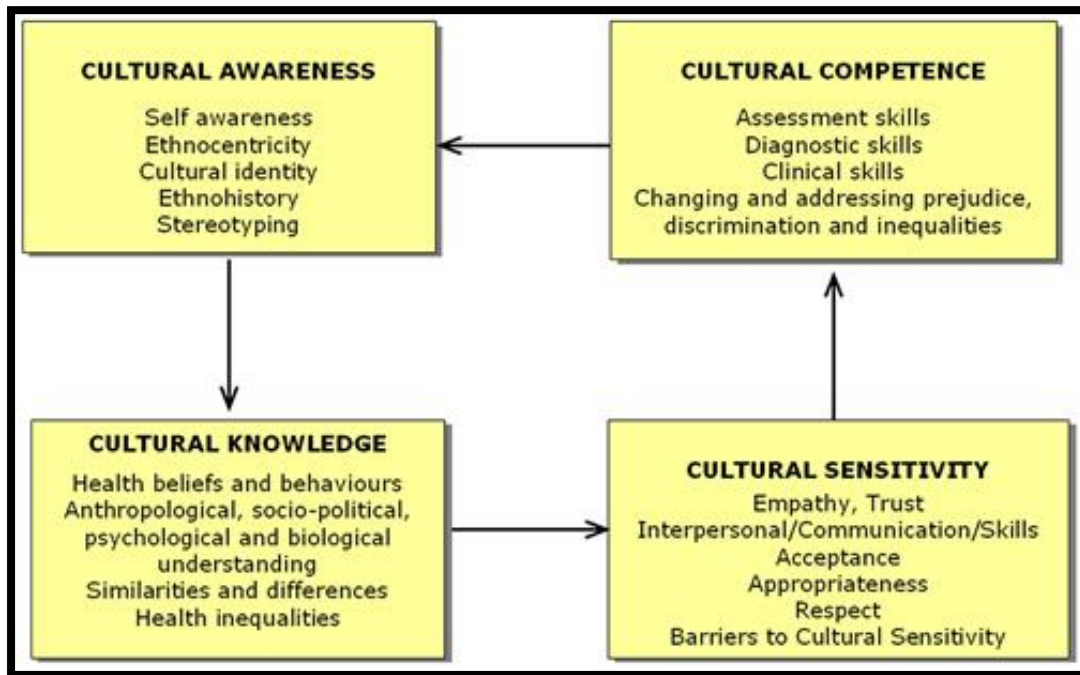 CULTURAL AWARENESS
Self awareness
Ethnocentricity
Cultural identity
Ethnohistory
Stereotyping
CULTURAL COMPETENCE
Assessment skills
Diagnostic skills
Clinical skills
Changing and addressing prejudice,
discrimination and inequalities
CULTURAL KNOWLEDGE
Health beliefs and behaviours
Anthropological, socio-political,
psychological and biological
understanding
Similarities and differences
Health inequalities
CULTURAL SENSITIVITY
Empathy, Trust
Interpersonal/Communication/Skills
Acceptance
Appropriateness
Respect
Barriers to Cultural Sensitivity